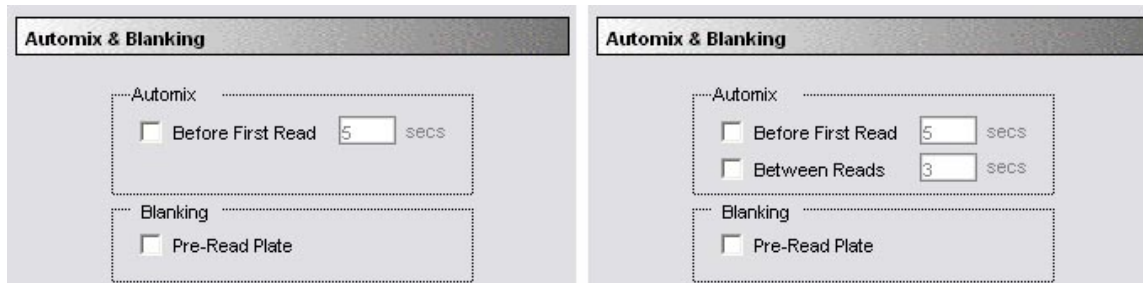 Automix & Blanking
Automix
Before First Read 5 secs
Blanking
Pre-Read Plate
Automix & Blanking
Automix
Before First Read 5 secs
Between Reads 3 secs
Blanking
Pre-Read Plate